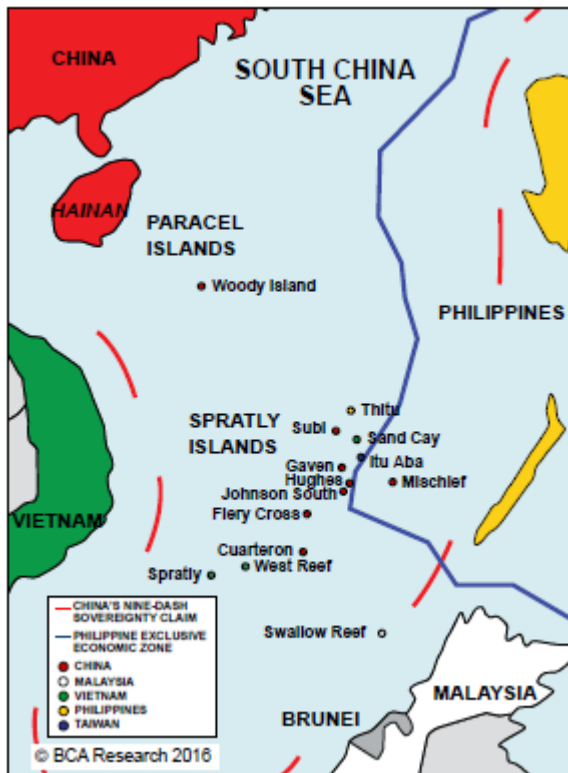 CHINA
SOUTH CHINA
SEA
HAINAN
PARACEL
ISLANDS
Woody Island
PHILIPPINES
Thitu
SPRATLY
ISLANDS
Subi
Sand Cay
Itu Aba
Gaven
Hughes
Mischief
Johnson South
Fiery Cross
VIETNAM
Cuarteron
West Reef
Spratly
Swallow Reef
CHINA'S NINE-DASH
SOVEREIGNTY CLAIM
PHILIPPINE EXCLUSIVE
ECONOMIC ZONE
CHINA
MALAYSIA
VIETNAM
PHILIPPINES
TAIWAN
MALAYSIA
BRUNEI
© BCA Research 2016